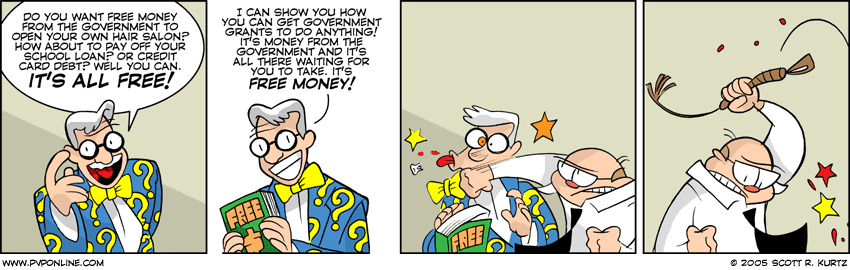 DO YOU WANT FREE MONEY
FROM THE GOVERNMENT TO
OPEN YOUR OWN HAIR SALON?
HOW ABOUT TO PAY OFF YOUR
SCHOOL LOAN? OR CREDIT
CARD DEBT? WELL YOU CAN.
IT'S ALL FREE!
I CAN SHOW YOU HOW
YOU CAN GET GOVERNMENT
GRANTS TO DO ANYTHING!
IT'S MONEY FROM THE
GOVERNMENT AND IT'S
ALL THERE WAITING FOR
YOU TO TAKE. IT'S
FREE MONEY!
FREE
$
FREE
WWW.PVPONLINE.COM
© 2005 SCOTT R. KURTZ